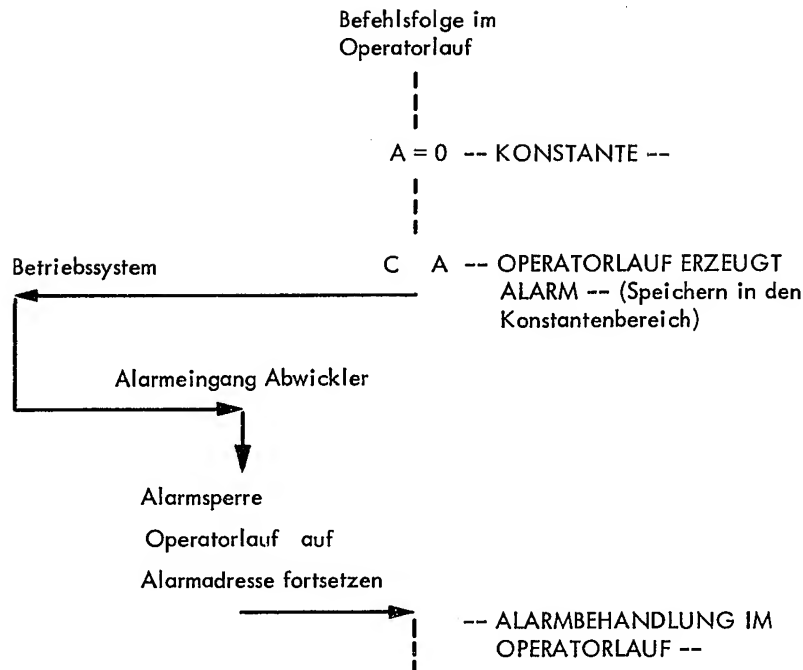 Befehlsfolge im
Operatorlauf
A = 0 -- KONSTANTE --
Betriebssystem
C A -- OPERATORLAUF ERZEUGT
ALARM -- (Speichern in den
Konstantenbereich)
Alarmeingang Abwickler
Alarmsperre
Operatorlauf auf
Alarmadresse fortsetzen
-- ALARMBEHANDLUNG IM
OPERATORLAUF --